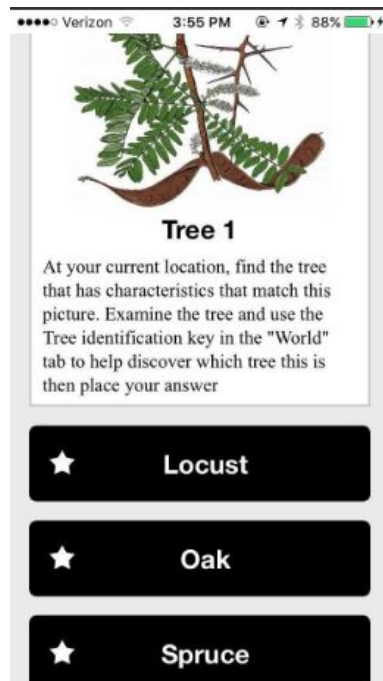 Verizon 3:55 PM 88%
Tree 1
At your current location, find the tree
that has characteristics that match this
picture. Examine the tree and use the
Tree identification key in the "World"
tab to help discover which tree this is
then place your answer
Locust
Oak
Spruce